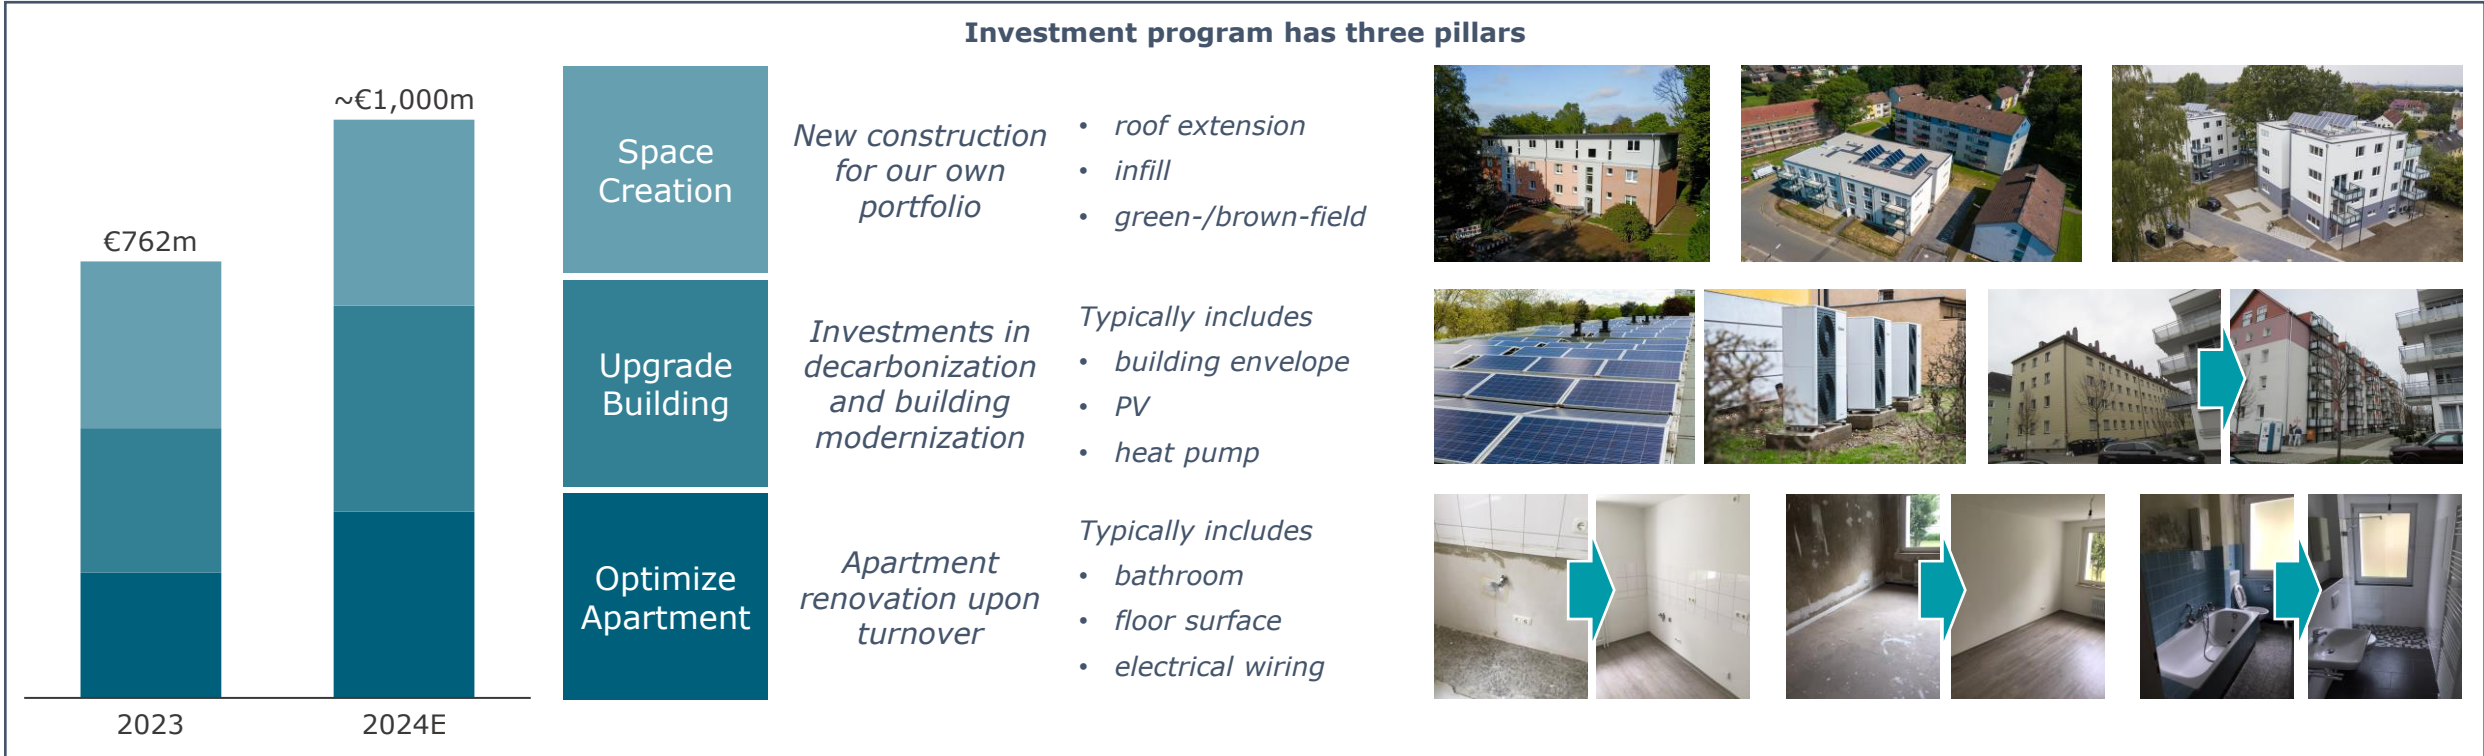 Investment program has three pillars
€762m
~€1,000m
2023
2024E
Space
Creation
New construction
for our own
portfolio
• roof extension
• infill
• green-/brown-field
Upgrade
Building
Investments in
decarbonization
and building
modernization
Typically includes
• building envelope
• PV
• heat pump
Optimize
Apartment
Apartment
renovation upon
turnover
Typically includes
• bathroom
• floor surface
• electrical wiring